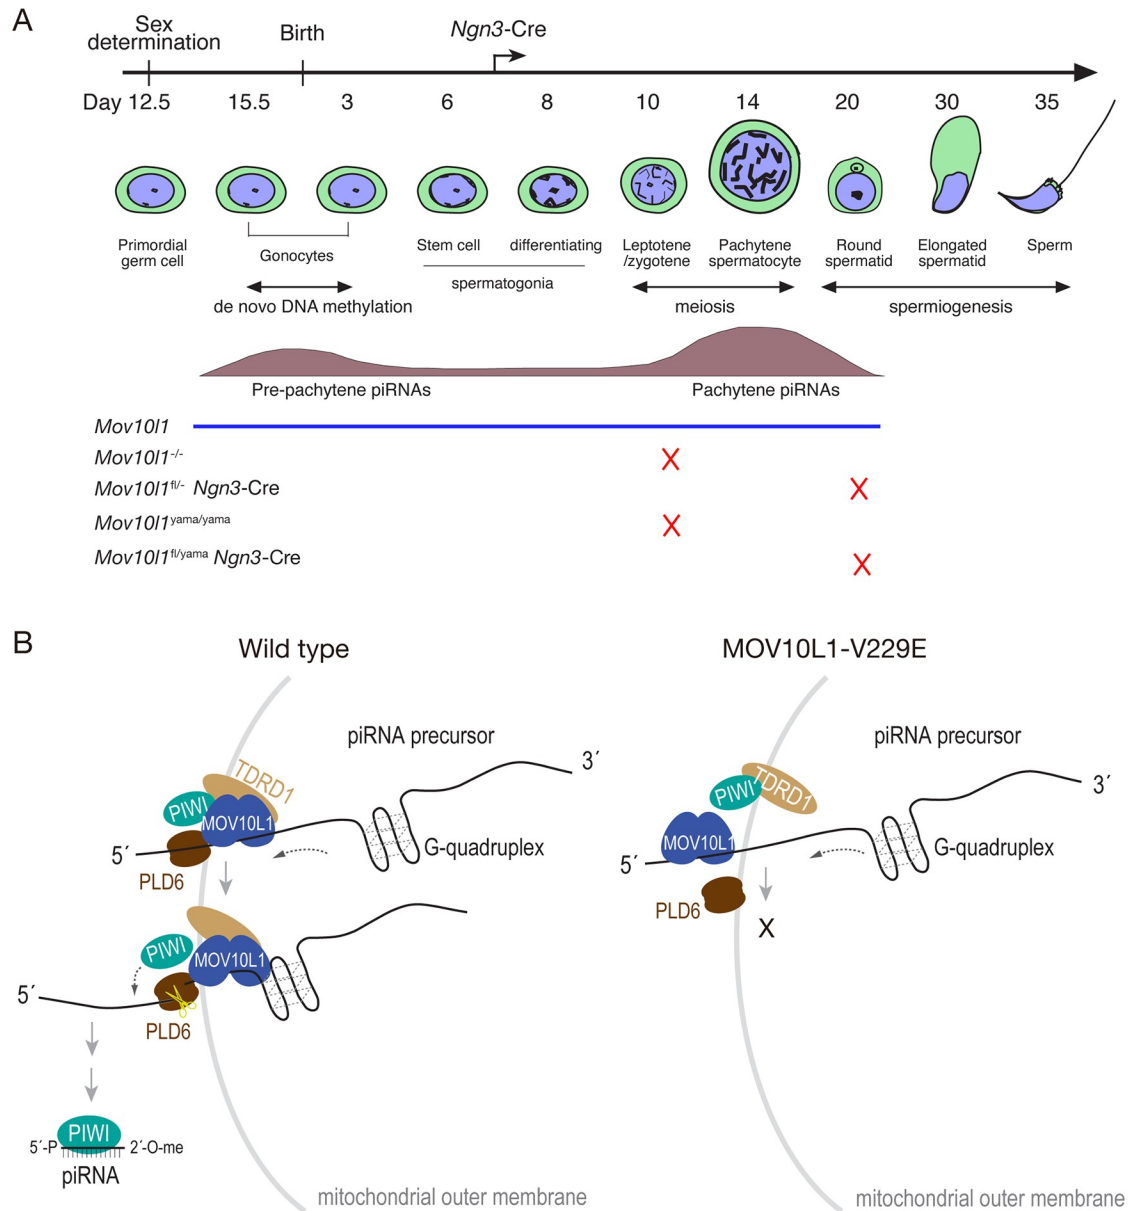 A
Sex
determination
Birth
Ngn3-Cre
Day 12.5 15.5 3 6 8 10 14 20 30 35
Primordial
germ cell
Gonocytes
Stem cell
differentiating
spermatogonia
Leptotene
/zygotene
Pachytene
spermatocyte
Round
spermatid
Elongated
spermatid
Sperm
de novo DNA methylation
meiosis
spermiogenesis
Pre-pachytene piRNAs
Pachytene piRNAs
Mov10l1
Mov10l1-/-
X
Mov10l1fl/- Ngn3-Cre
X
Mov10l1yama/yama
X
Mov10l1fl/yama Ngn3-Cre
X
B
Wild type
piRNA precursor
3´
TDRD1
PIWI
MOV10L1
5´
PLD6
G-quadruplex
PIWI
MOV10L1
5´
PLD6
PIWI
5´-P
2´-O-me
piRNA
mitochondrial outer membrane
MOV10L1-V229E
piRNA precursor
3´
TDRD1
PIWI
MOV10L1
5´
G-quadruplex
PLD6
X
mitochondrial outer membrane